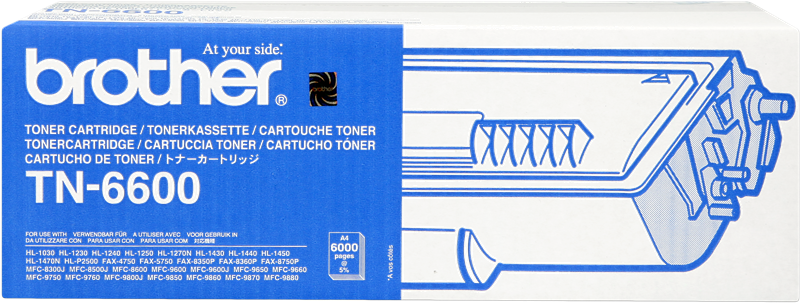 TN-6600
At your side.*
brother®
brother
TONER CARTRIDGE / TONERKASSETTE / CARTOUCHE TONER
TONERCARTRIDGE / CARTUCCIA TONER / CARTUCHO TÓNER
CARTUCHO DE TONER / トナーカートリッジ
TN-6600
FOR USE WITH VERWENDBAR FÜR A UTILISER AVEC VOOR GEBRUIK IN
DA UTILIZZARE CON PARA USAR CON PARA USAR COM 対応機種
HL-1030 HL-1230 HL-1240 HL-1250 HL-1270N HL-1430 HL-1440 HL-1450
HL-1470N HL-P2500 FAX-4750 FAX-5750 FAX-8350P FAX-8360P FAX-8750P
MFC-8300J MFC-8500J MFC-8600 MFC-9600 MFC-9600J MFC-9650 MFC-9660
MFC-9750 MFC-9760 MFC-9800J MFC-9850 MFC-9860 MFC-9870 MFC-9880
A4
6000
pages
@
5%
*A vos côtés